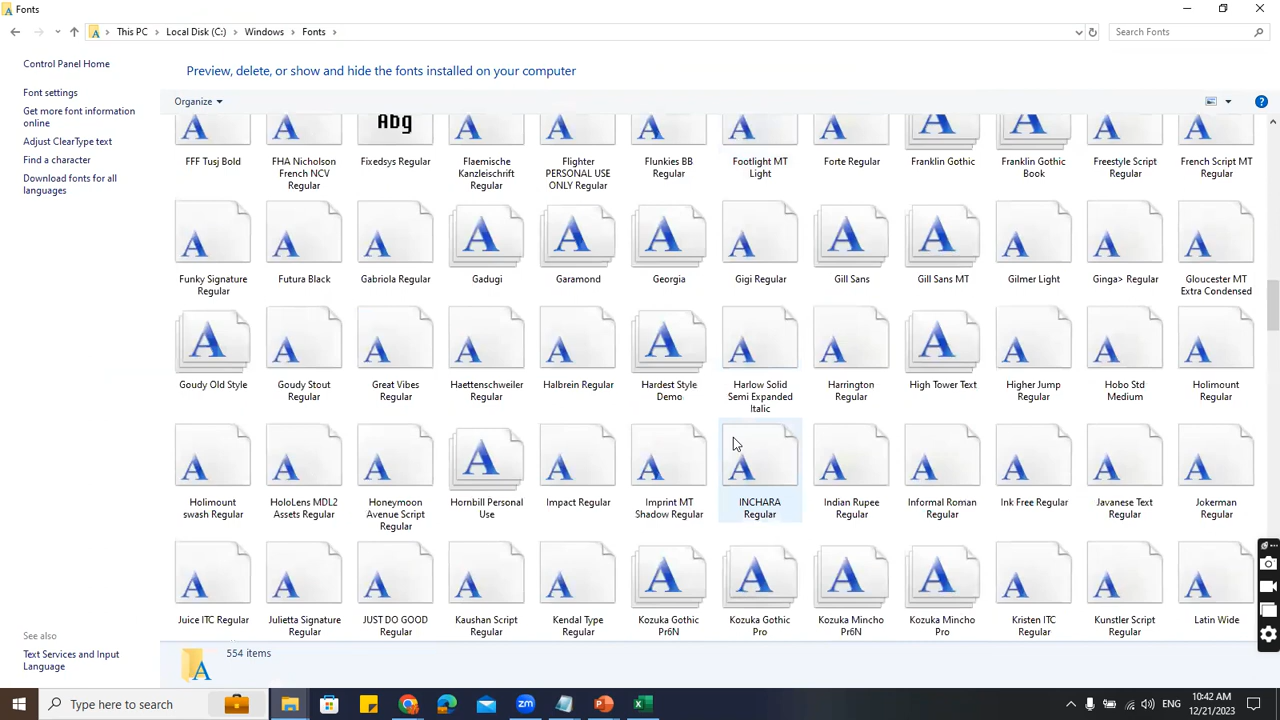 Fonts
This PC > Local Disk (C:) > Windows > Fonts >
Search Fonts
Control Panel Home
Font settings
Get more font information
online
Adjust ClearType text
Find a character
Download fonts for all
languages
Preview, delete, or show and hide the fonts installed on your computer
Organize
Abg
FFF Tusj Bold
FHA Nicholson
French NCV
Regular
Fixedsys Regular
Flaemische
Kanzleischrift
Regular
Flighter
PERSONAL USE
ONLY Regular
Flunkies BB
Regular
Footlight MT
Light
Forte Regular
Franklin Gothic
Franklin Gothic
Book
Freestyle Script
Regular
French Script MT
Regular
Funky Signature
Regular
Futura Black
Gabriola Regular
Gadugi
Garamond
Georgia
Gigi Regular
Gill Sans
Gill Sans MT
Gilmer Light
Ginga> Regular
Gloucester MT
Extra Condensed
Goudy Old Style
Goudy Stout
Regular
Great Vibes
Regular
Haettenschweiler
Regular
Halbrein Regular
Hardest Style
Demo
Harlow Solid
Semi Expanded
Italic
Harrington
Regular
High Tower Text
Higher Jump
Regular
Hobo Std
Medium
Holimount
Regular
Holimount
swash Regular
HoloLens MDL2
Assets Regular
Honeymoon
Avenue Script
Regular
Hornbill Personal
Use
Impact Regular
Imprint MT
Shadow Regular
INCHARA
Regular
Indian Rupee
Regular
Informal Roman
Regular
Ink Free Regular
Javanese Text
Regular
Jokerman
Regular
Juice ITC Regular
Julietta Signature
Regular
JUST DO GOOD
Regular
Kaushan Script
Regular
Kendal Type
Regular
Kozuka Gothic
Pr6N
Kozuka Gothic
Pro
Kozuka Mincho
Pr6N
Kozuka Mincho
Pro
Kristen ITC
Regular
Kunstler Script
Regular
Latin Wide
See also
Text Services and Input
Language
554 items
Type here to search
zm
ENG
10:42 AM
12/21/2023